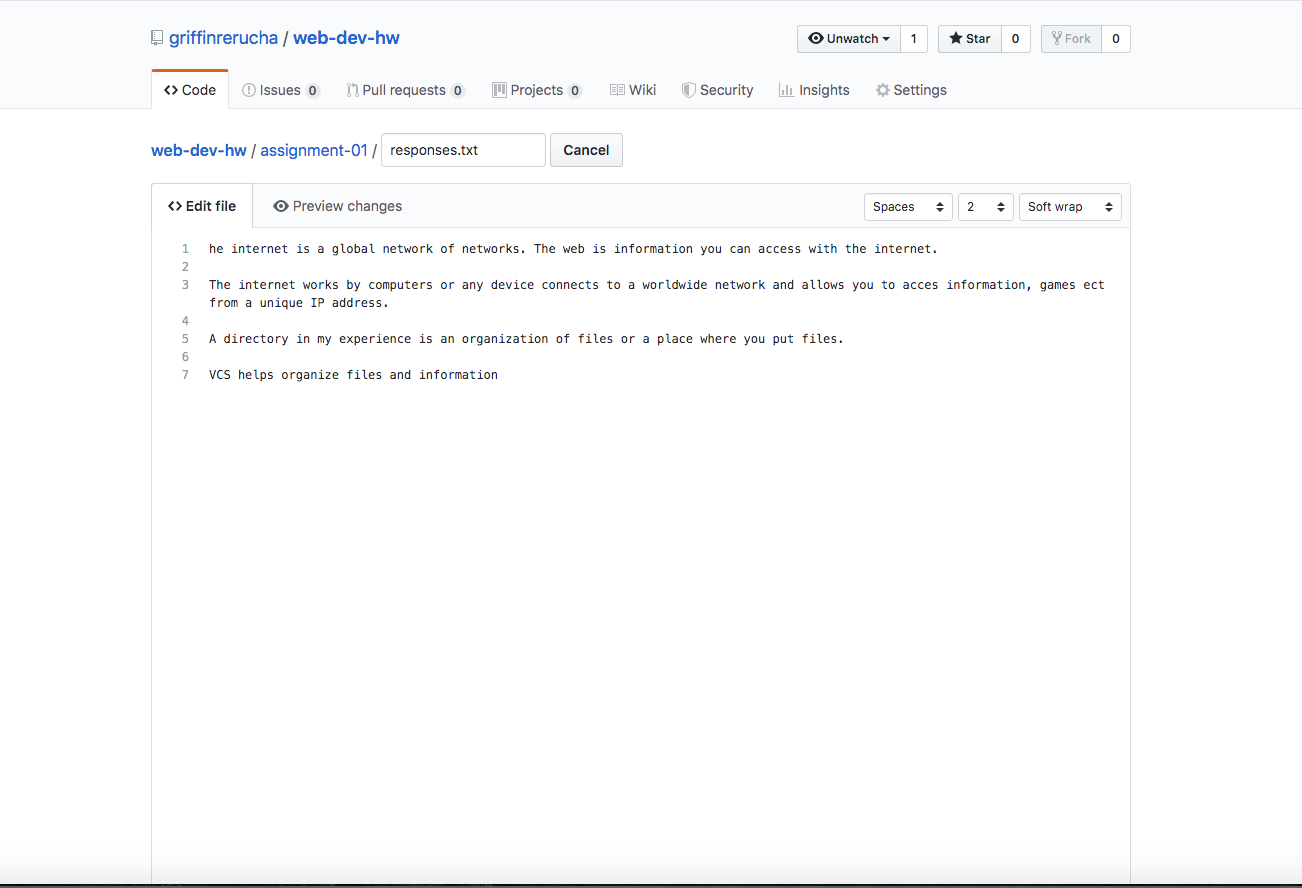 griffinrerucha / web-dev-hw
Unwatch 1 Star 0 Fork 0
Code Issues 0 Pull requests 0 Projects 0 Wiki Security Insights Settings
web-dev-hw / assignment-01 / responses.txt Cancel
Edit file Preview changes Spaces 2 Soft wrap
1 he internet is a global network of networks. The web is information you can access with the internet.
2
3 The internet works by computers or any device connects to a worldwide network and allows you to acces information, games ect
from a unique IP address.
4
5 A directory in my experience is an organization of files or a place where you put files.
6
7 VCS helps organize files and information